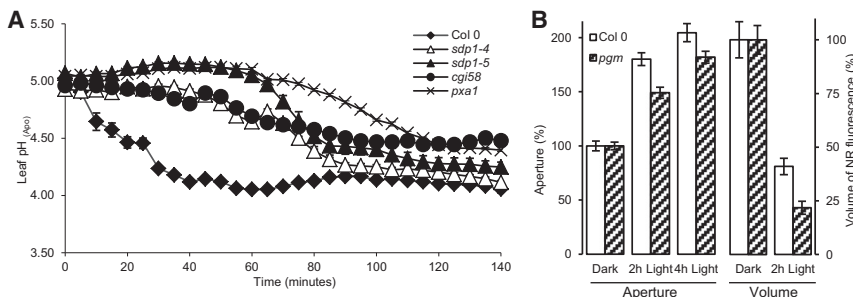 A
5.50
5.00
4.50
4.00
3.50
Leaf pH (Apo)
0
20
40
60
80
100
120
140
Time (minutes)
Col 0
sdp1-4
sdp1-5
cgi58
pxa1
B
200
150
100
50
0
Aperture (%)
Col 0
pgm
100
75
50
25
0
Volume of NR fluorescence (%)
Dark
2h Light
4h Light
Dark
2h Light
Aperture
Volume